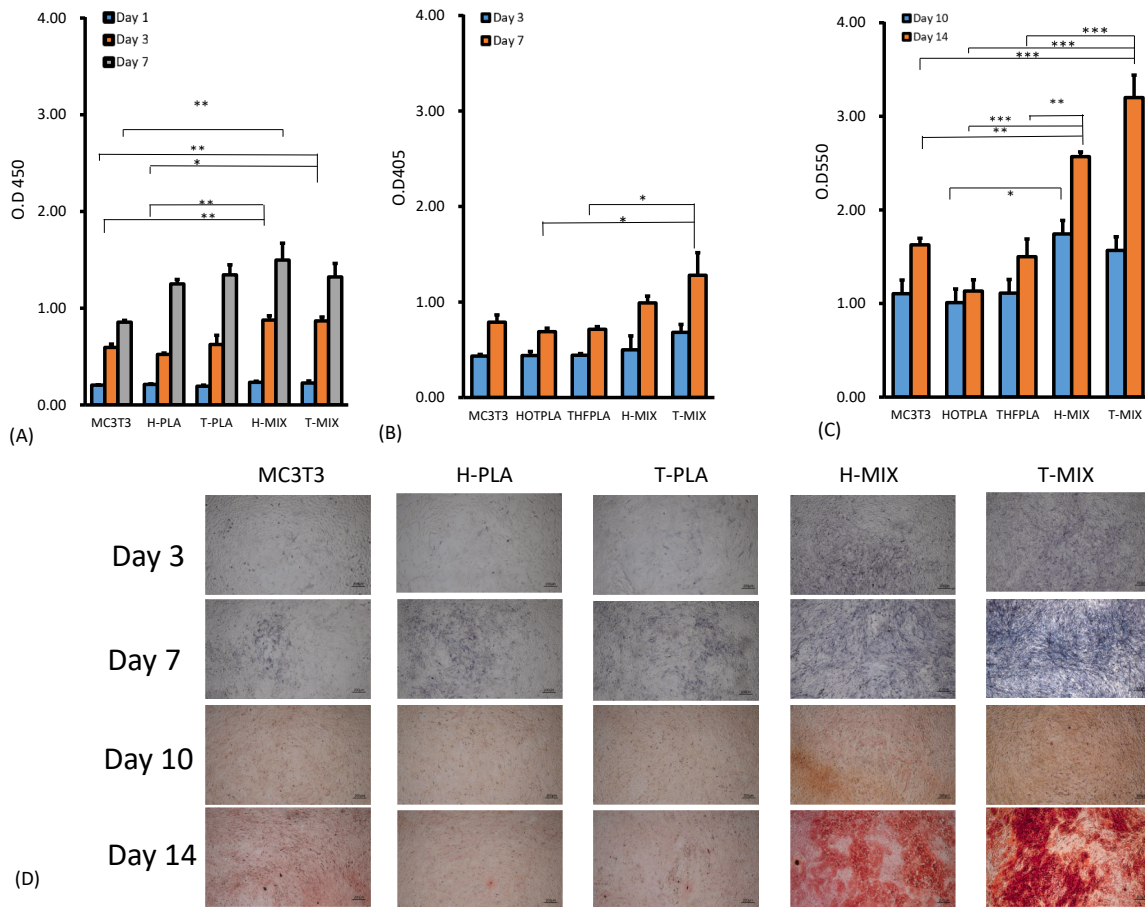 Day 1
Day 3
Day 7
4.00
3.00
2.00
1.00
0.00
O.D 450
**
**
*
**
**
MC3T3 H-PLA T-PLA H-MIX T-MIX
(A)
Day 3
Day 7
4.00
3.00
2.00
1.00
0.00
O.D405
*
*
MC3T3 HOTPLA THFPLA H-MIX T-MIX
(B)
Day 10
Day 14
4.00
3.00
2.00
1.00
0.00
O.D550
***
***
***
**
***
**
*
MC3T3 HOTPLA THFPLA H-MIX T-MIX
(C)
MC3T3 H-PLA T-PLA H-MIX T-MIX
Day 3
Day 7
Day 10
Day 14
(D)